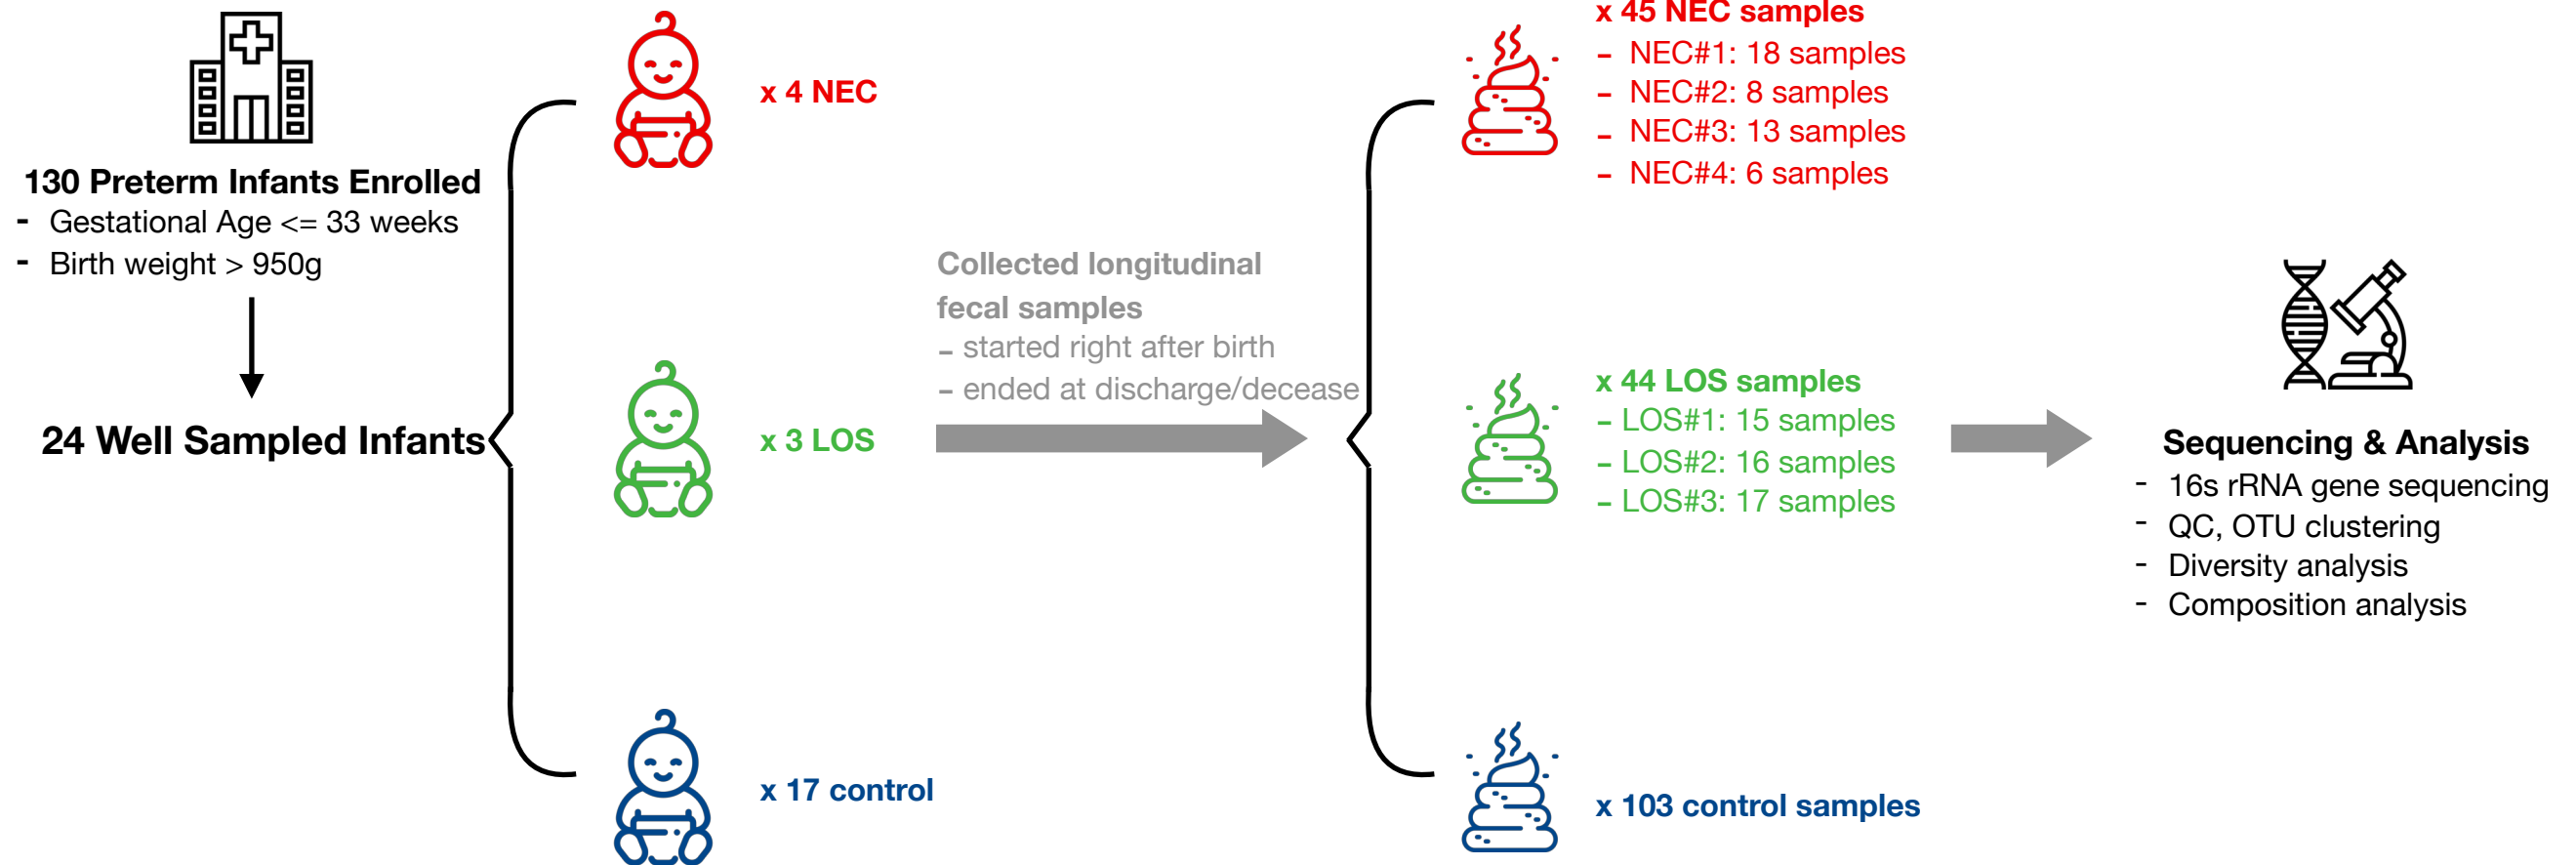 130 Preterm Infants Enrolled
- Gestational Age <= 33 weeks
- Birth weight > 950g
24 Well Sampled Infants
x 4 NEC
x 3 LOS
x 17 control
Collected longitudinal
fecal samples
- started right after birth
- ended at discharge/decease
x 45 NEC samples
- NEC#1: 18 samples
- NEC#2: 8 samples
- NEC#3: 13 samples
- NEC#4: 6 samples
x 44 LOS samples
- LOS#1: 15 samples
- LOS#2: 16 samples
- LOS#3: 17 samples
x 103 control samples
Sequencing & Analysis
- 16s rRNA gene sequencing
- QC, OTU clustering
- Diversity analysis
- Composition analysis